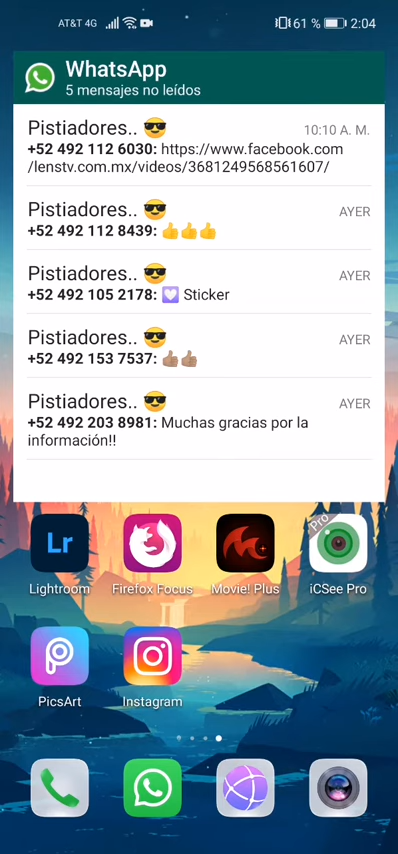 AT&T 4G 61 % 2:04
WhatsApp
5 mensajes no leídos
Pistiadores.. 😎 10:10 A. M.
+52 492 112 6030: https://www.facebook.com
/lenstv.com.mx/videos/3681249568561607/
Pistiadores.. 😎 AYER
+52 492 112 8439: 👍👍👍
Pistiadores.. 😎 AYER
+52 492 105 2178: 💟 Sticker
Pistiadores.. 😎 AYER
+52 492 153 7537: 👍🏽👍🏽
Pistiadores.. 😎 AYER
+52 492 203 8981: Muchas gracias por la
información!!
Lr
Pro
Lightroom Firefox Focus Movie! Plus iCSee Pro
PicsArt Instagram